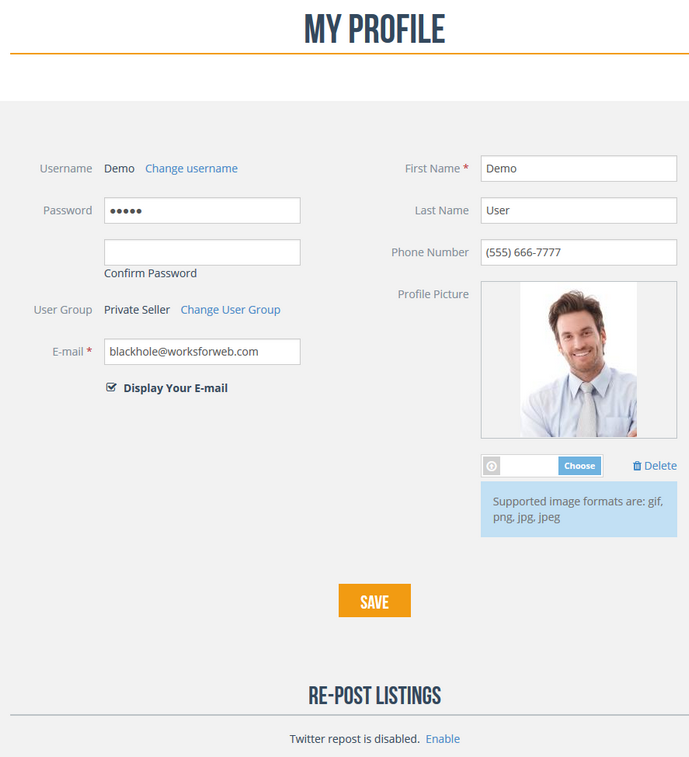 MY PROFILE
Username Demo Change username
Password •••••
Confirm Password
User Group Private Seller Change User Group
E-mail * blackhole@worksforweb.com
Display Your E-mail
First Name * Demo
Last Name User
Phone Number (555) 666-7777
Profile Picture
Choose Delete
Supported image formats are: gif,
png, jpg, jpeg
SAVE
RE-POST LISTINGS
Twitter repost is disabled. Enable